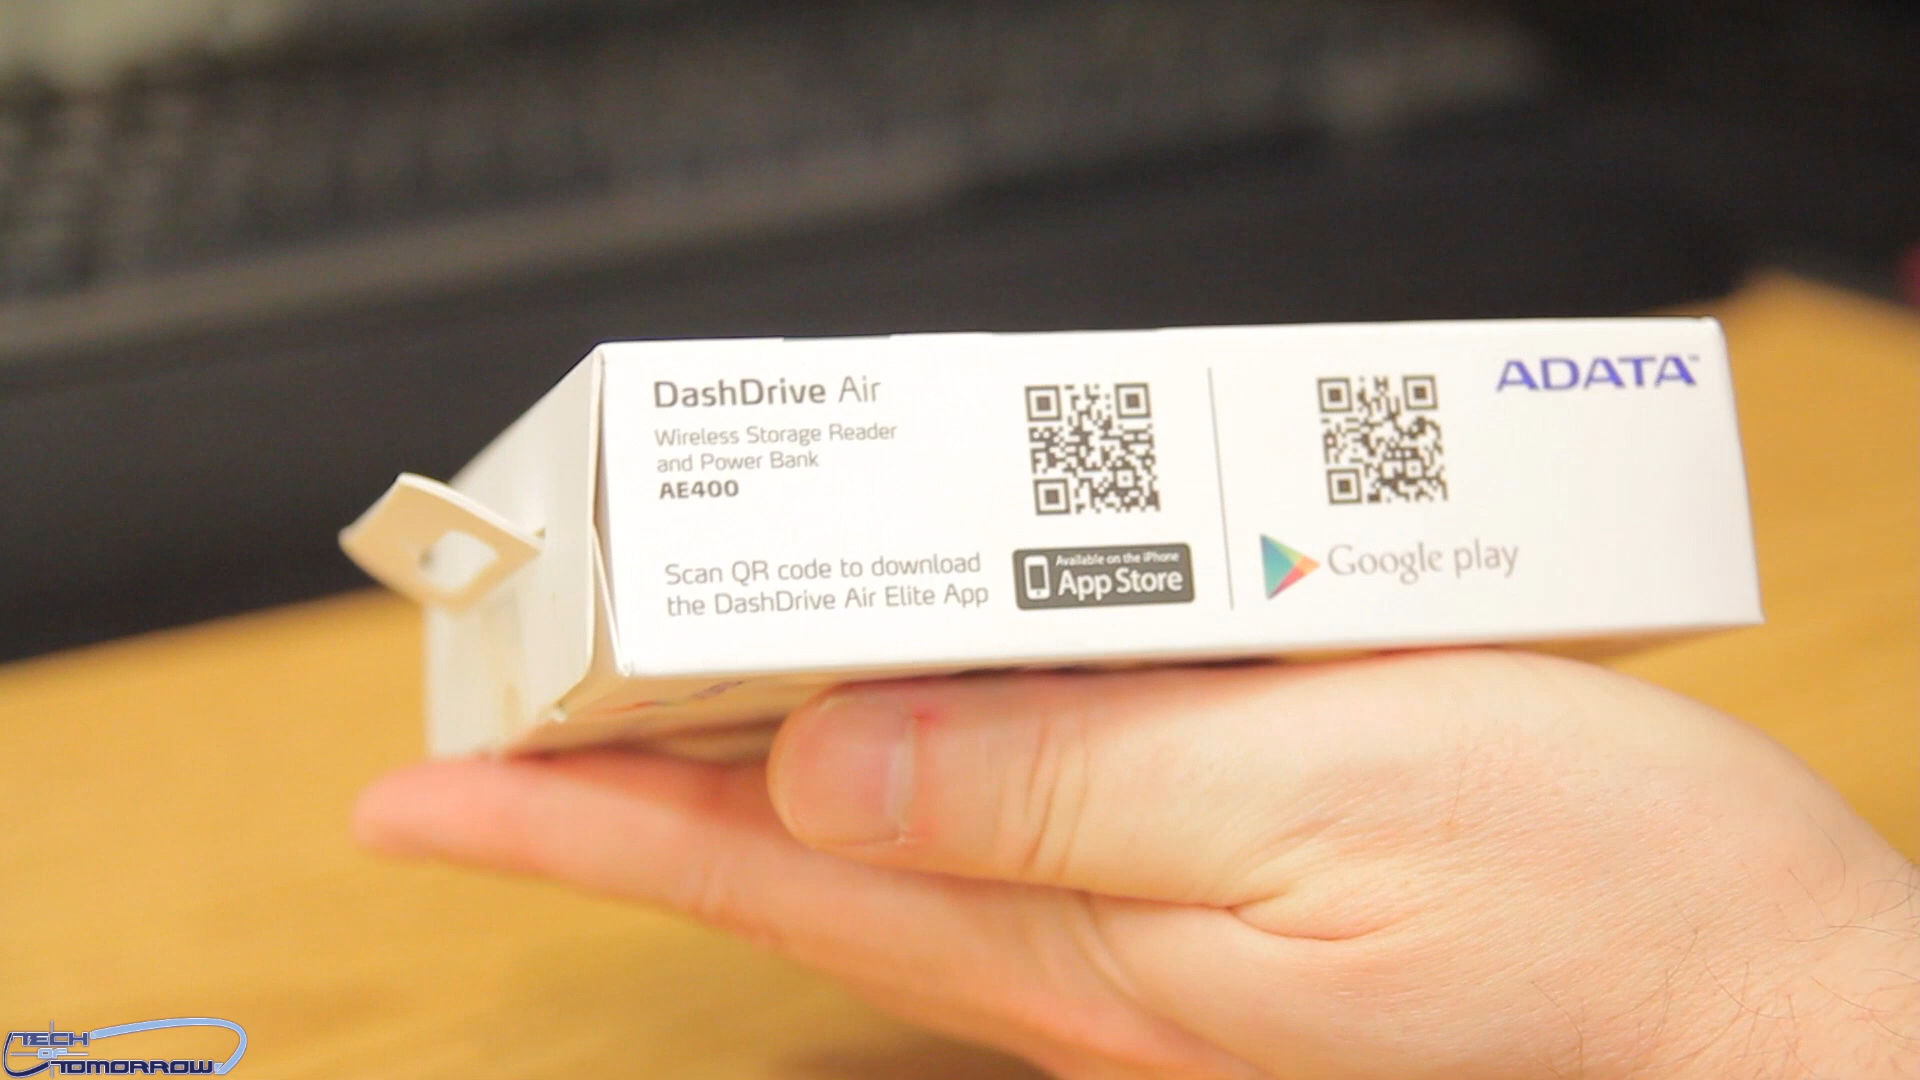 DashDrive Air
Wireless Storage Reader
and Power Bank
AE400
Scan QR code to download
the DashDrive Air Elite App
Available on the iPhone
App Store
Google play
ADATA™
TECH
OF
TOMORROW